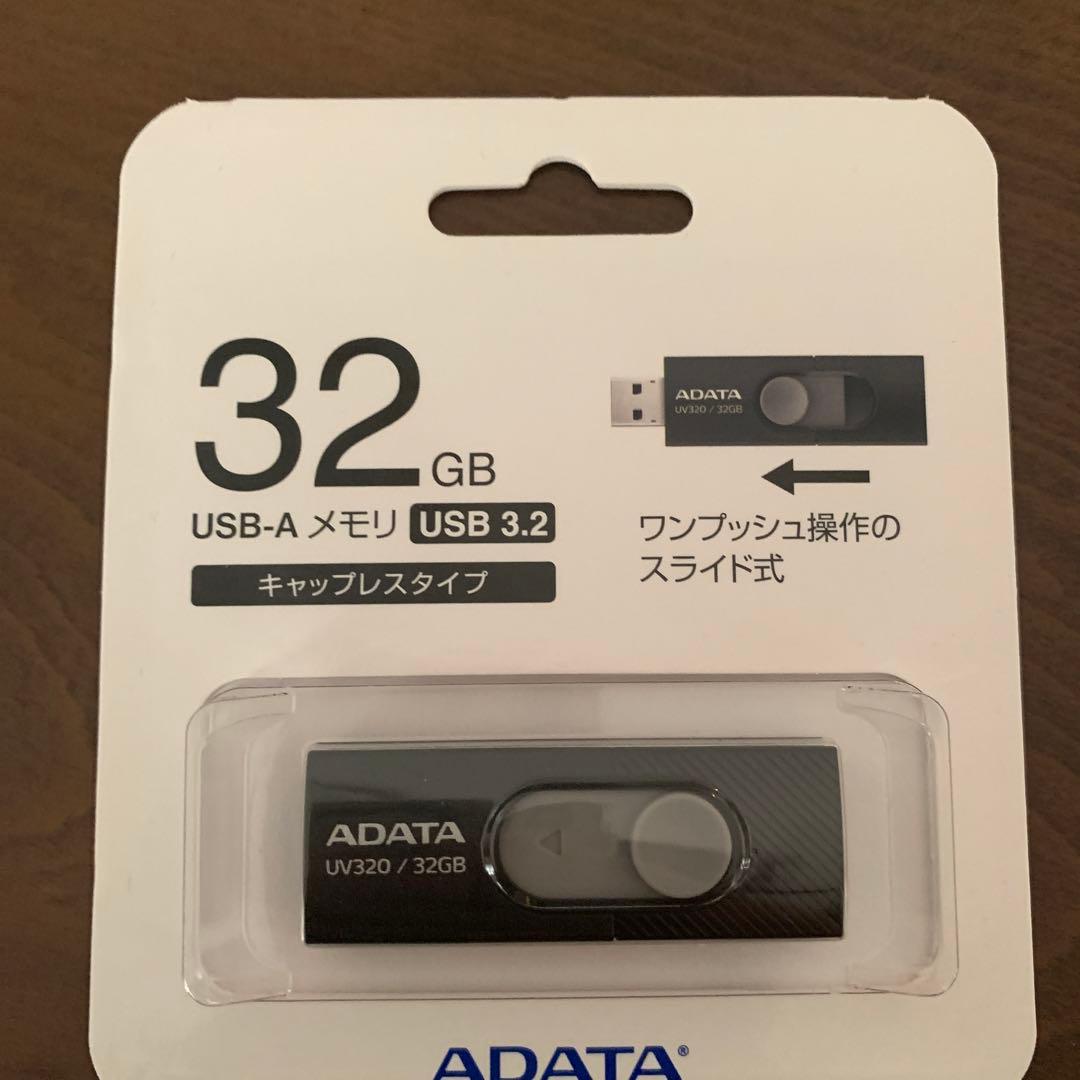 32GB
USB-A メモリ USB 3.2
キャップレスタイプ
ADATA
UV320 / 32GB
ワンプッシュ操作の
スライド式
ADATA
UV320 / 32GB
ADATA®